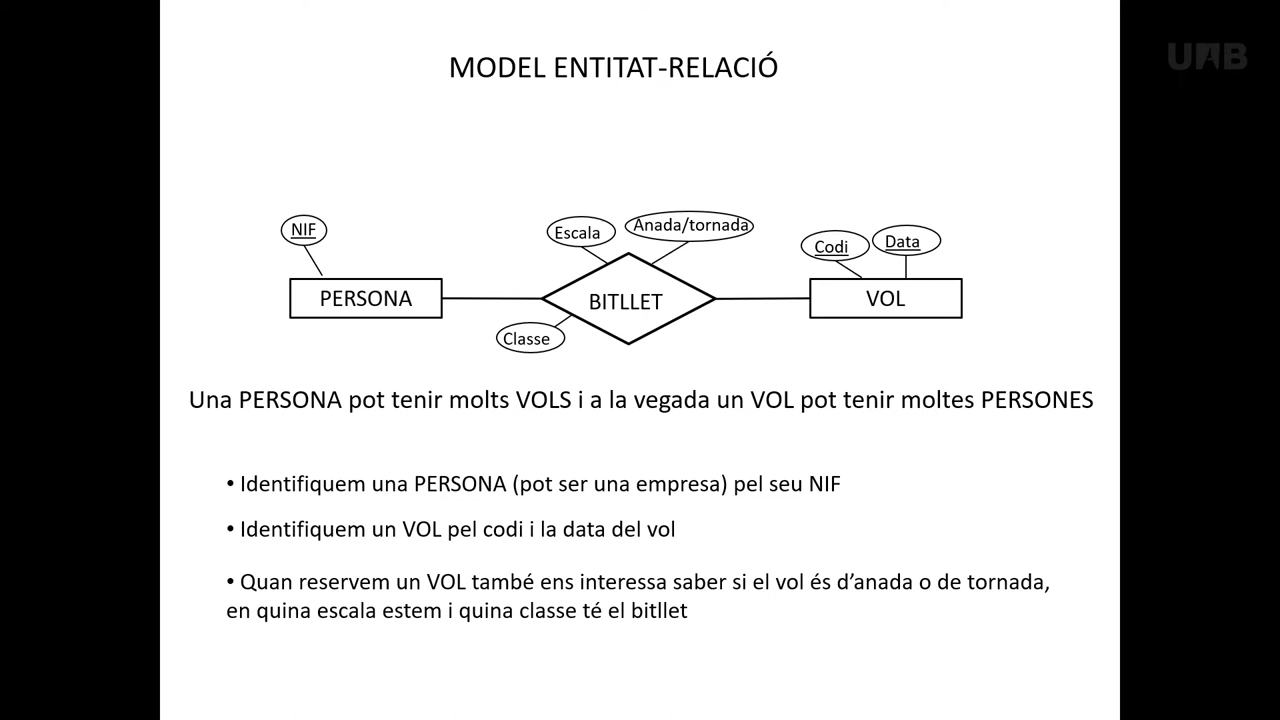 MODEL ENTITAT-RELACIÓ
UAB
NIF
Escala
Anada/tornada
Codi
Data
PERSONA
BITLLET
VOL
Classe
Una PERSONA pot tenir molts VOLS i a la vegada un VOL pot tenir moltes PERSONES
• Identifiquem una PERSONA (pot ser una empresa) pel seu NIF
• Identifiquem un VOL pel codi i la data del vol
• Quan reservem un VOL també ens interessa saber si el vol és d’anada o de tornada,
en quina escala estem i quina classe té el bitllet